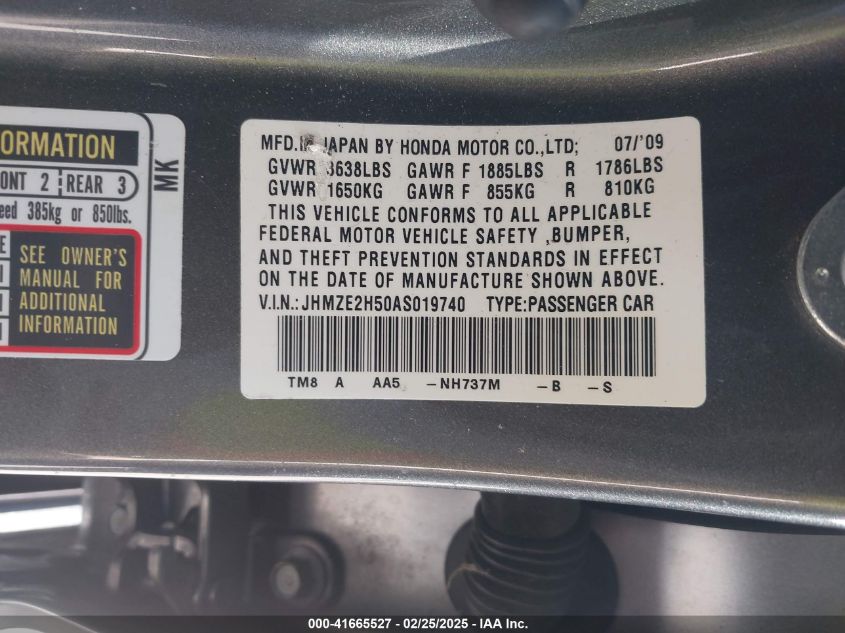 ORMATION
ONT 2 REAR 3
eed 385kg or 850lbs.
SEE OWNER'S
MANUAL FOR
ADDITIONAL
INFORMATION
MK
MFD. JAPAN BY HONDA MOTOR CO.,LTD; 07/'09
GVWR 3638LBS GAWR F 1885LBS R 1786LBS
GVWR 1650KG GAWR F 855KG R 810KG
THIS VEHICLE CONFORMS TO ALL APPLICABLE
FEDERAL MOTOR VEHICLE SAFETY ,BUMPER,
AND THEFT PREVENTION STANDARDS IN EFFECT
ON THE DATE OF MANUFACTURE SHOWN ABOVE.
V.I.N.:JHMZE2H50AS019740 TYPE:PASSENGER CAR
TM8 A AA5 -NH737M -B -S
000-41665527 - 02/25/2025 - IAA Inc.